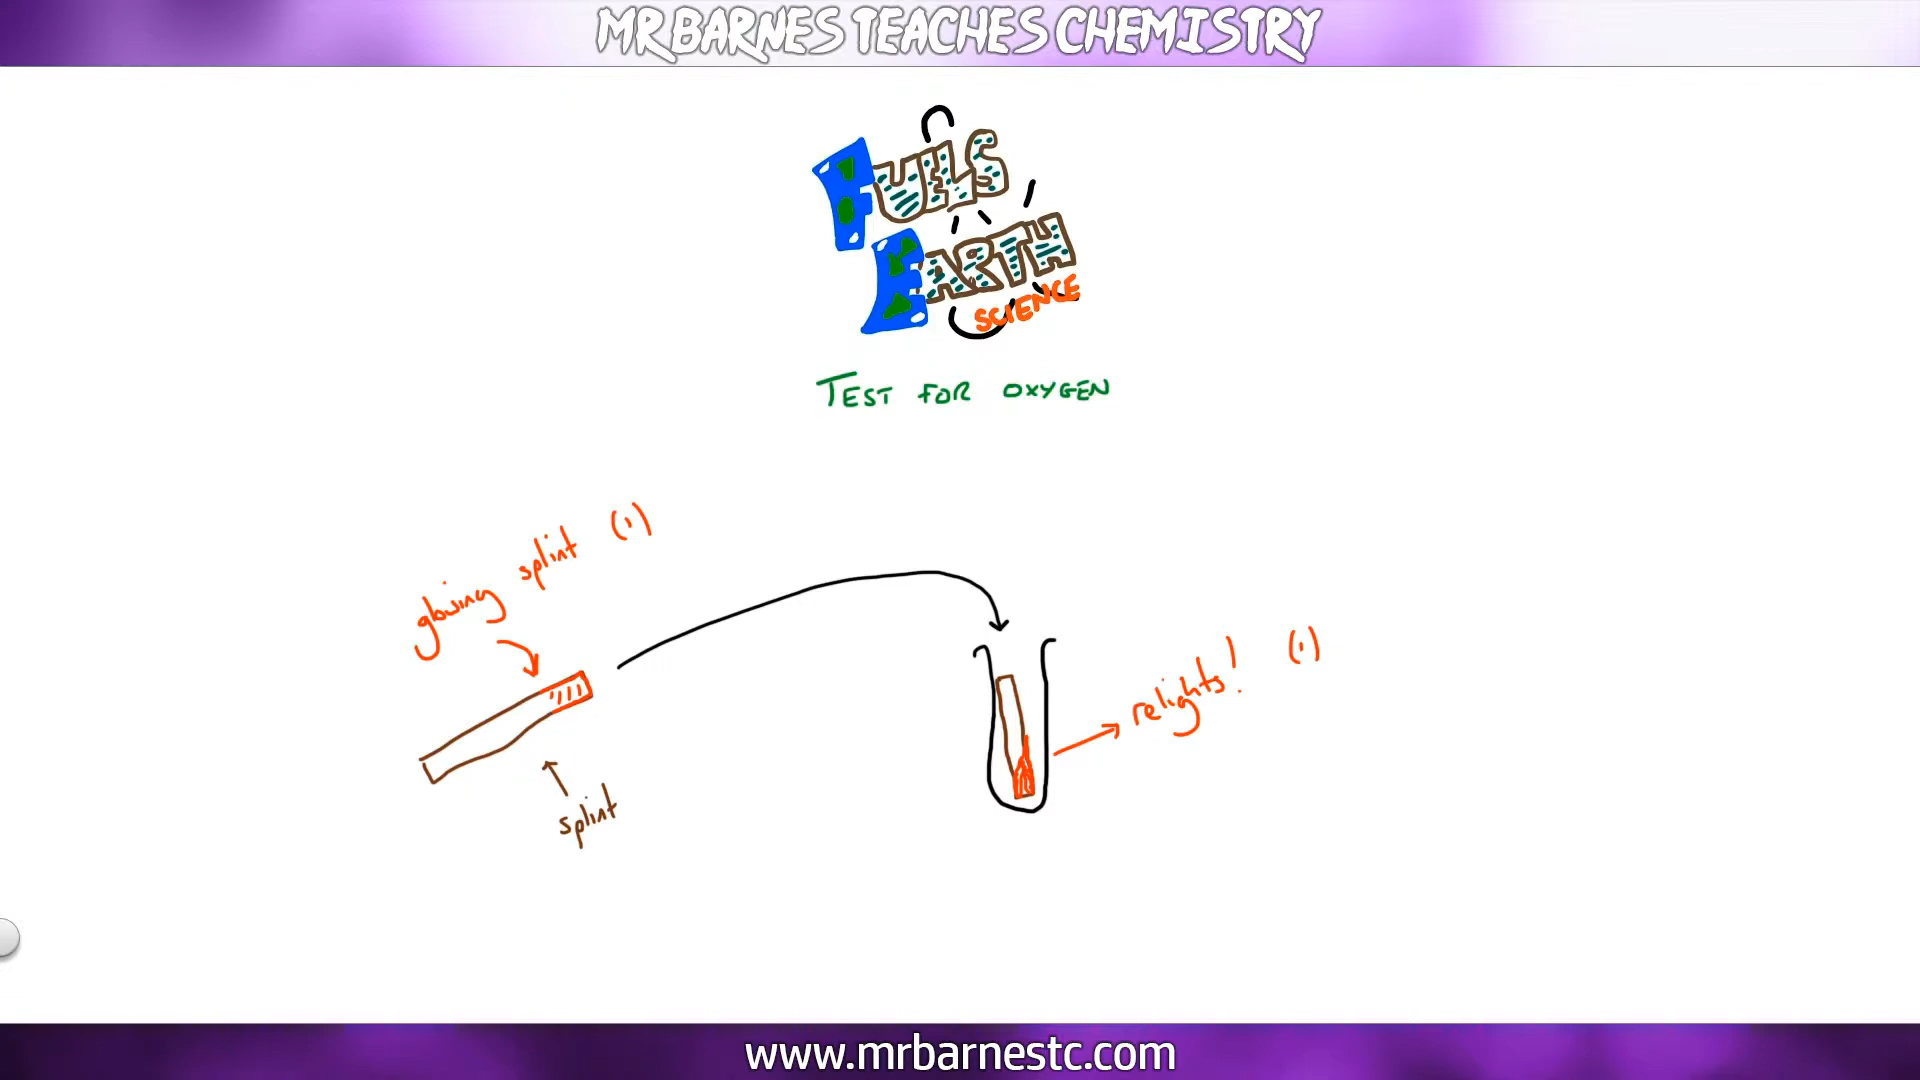 MR BARNES TEACHES CHEMISTRY
FUELS
EARTH
SCIENCE
TEST FOR OXYGEN
glowing splint (1)
relights! (1)
splint
www.mrbarnestc.com